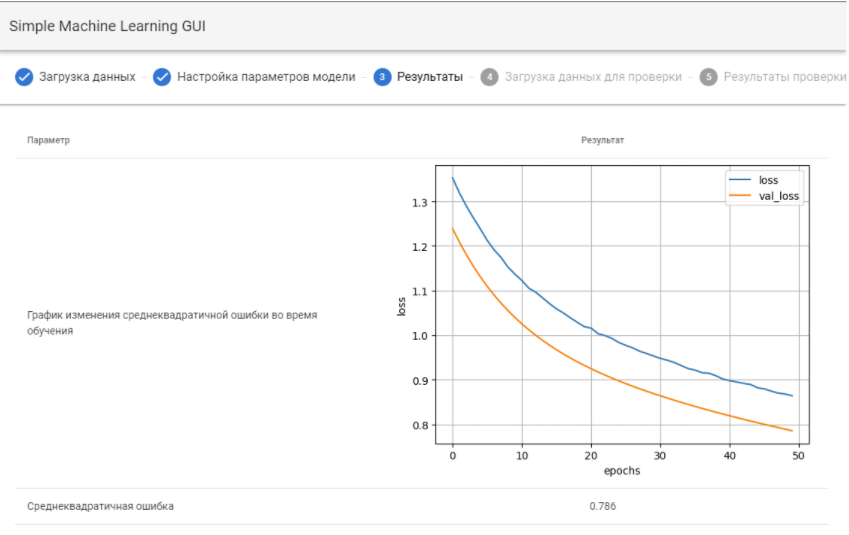 Simple Machine Learning GUI
Загрузка данных – Настройка параметров модели – 3 Результаты – 4 Загрузка данных для проверки – 5 Результаты проверки
Параметр Результат
График изменения среднеквадратичной ошибки во время
обучения
loss
val_loss
1.3
1.2
1.1
1.0
0.9
0.8
loss
0 10 20 30 40 50
epochs
Среднеквадратичная ошибка 0.786